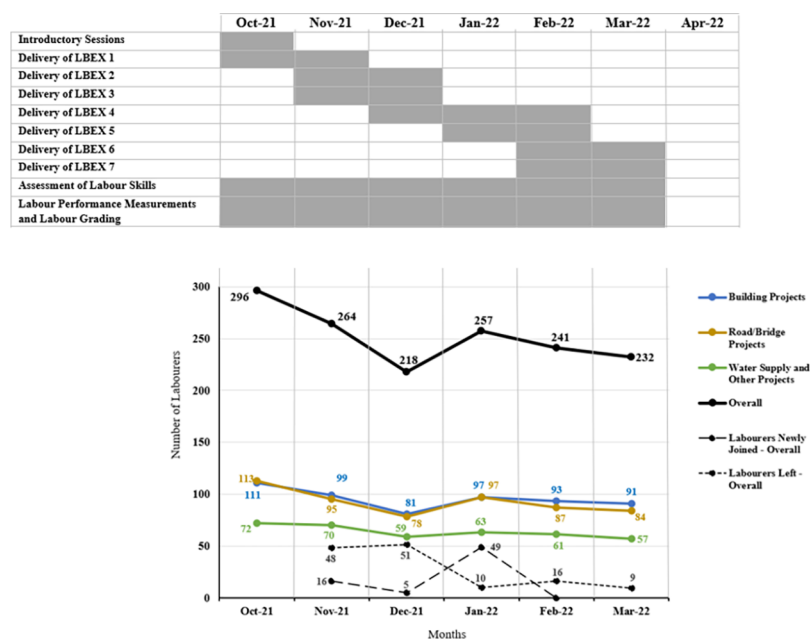 Oct-21 Nov-21 Dec-21 Jan-22 Feb-22 Mar-22 Apr-22
Introductory Sessions
Delivery of LBEX 1
Delivery of LBEX 2
Delivery of LBEX 3
Delivery of LBEX 4
Delivery of LBEX 5
Delivery of LBEX 6
Delivery of LBEX 7
Assessment of Labour Skills
Labour Performance Measurements
and Labour Grading
Number of Labourers
300
250
200
150
100
50
0
296
264
218
257
241
232
113
95
78
97
87
84
111
99
81
97
93
91
72
70
59
63
61
57
48
51
10
16
9
16
5
49
Oct-21 Nov-21 Dec-21 Jan-22 Feb-22 Mar-22
Months
Building Projects
Road/Bridge
Projects
Water Supply and
Other Projects
Overall
Labourers Newly
Joined - Overall
Labourers Left -
Overall